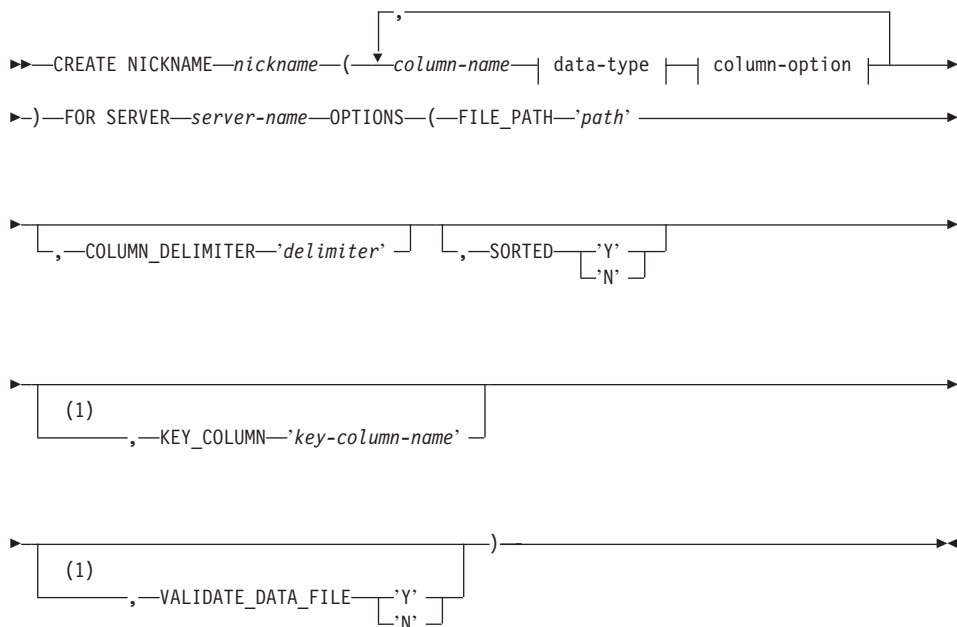 ,
CREATE NICKNAME nickname ( column-name data-type column-option
) FOR SERVER server-name OPTIONS ( FILE_PATH ’path’
, COLUMN_DELIMITER ’delimiter’ , SORTED ’Y’
’N’
(1)
, KEY_COLUMN ’key-column-name’
)
(1)
, VALIDATE_DATA_FILE ’Y’
’N’